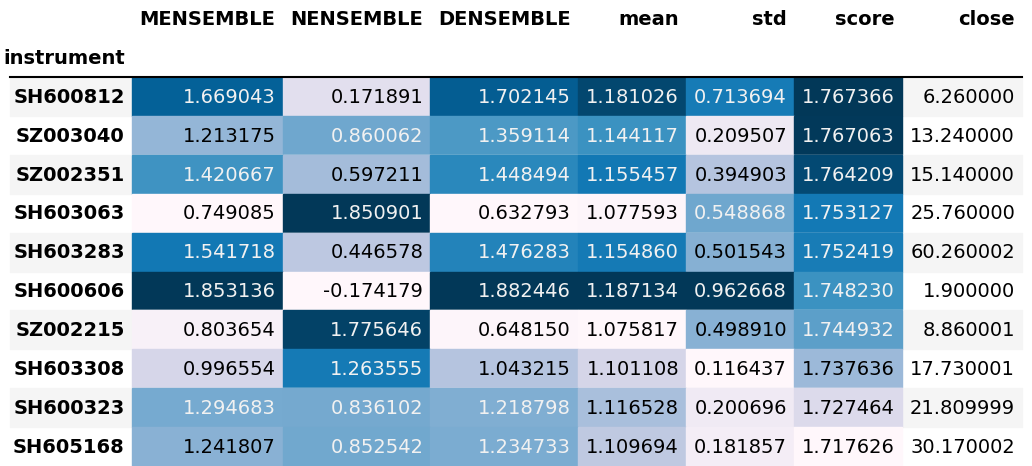 MENSEMBLE NENSEMBLE DENSEMBLE mean std score close
instrument
SH600812 1.669043 0.171891 1.702145 1.181026 0.713694 1.767366 6.260000
SZ003040 1.213175 0.860062 1.359114 1.144117 0.209507 1.767063 13.240000
SZ002351 1.420667 0.597211 1.448494 1.155457 0.394903 1.764209 15.140000
SH603063 0.749085 1.850901 0.632793 1.077593 0.548868 1.753127 25.760000
SH603283 1.541718 0.446578 1.476283 1.154860 0.501543 1.752419 60.260002
SH600606 1.853136 -0.174179 1.882446 1.187134 0.962668 1.748230 1.900000
SZ002215 0.803654 1.775646 0.648150 1.075817 0.498910 1.744932 8.860001
SH603308 0.996554 1.263555 1.043215 1.101108 0.116437 1.737636 17.730001
SH600323 1.294683 0.836102 1.218798 1.116528 0.200696 1.727464 21.809999
SH605168 1.241807 0.852542 1.234733 1.109694 0.181857 1.717626 30.170002